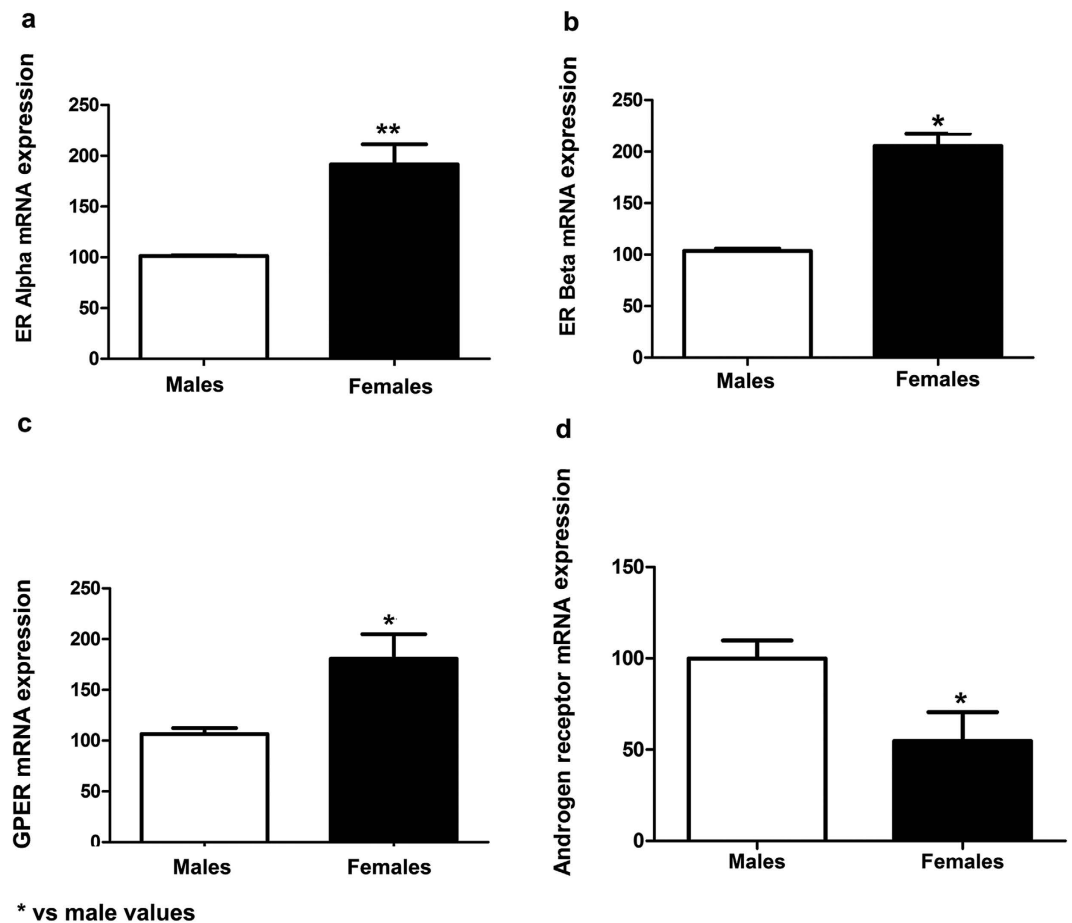 a
ER Alpha mRNA expression
250
200
150
100
50
0
**
Males
Females
b
ER Beta mRNA expression
250
200
150
100
50
0
*
Males
Females
c
GPER mRNA expression
250
200
150
100
50
0
*
Males
Females
d
Androgen receptor mRNA expression
150
100
50
0
*
Males
Females
* vs male values